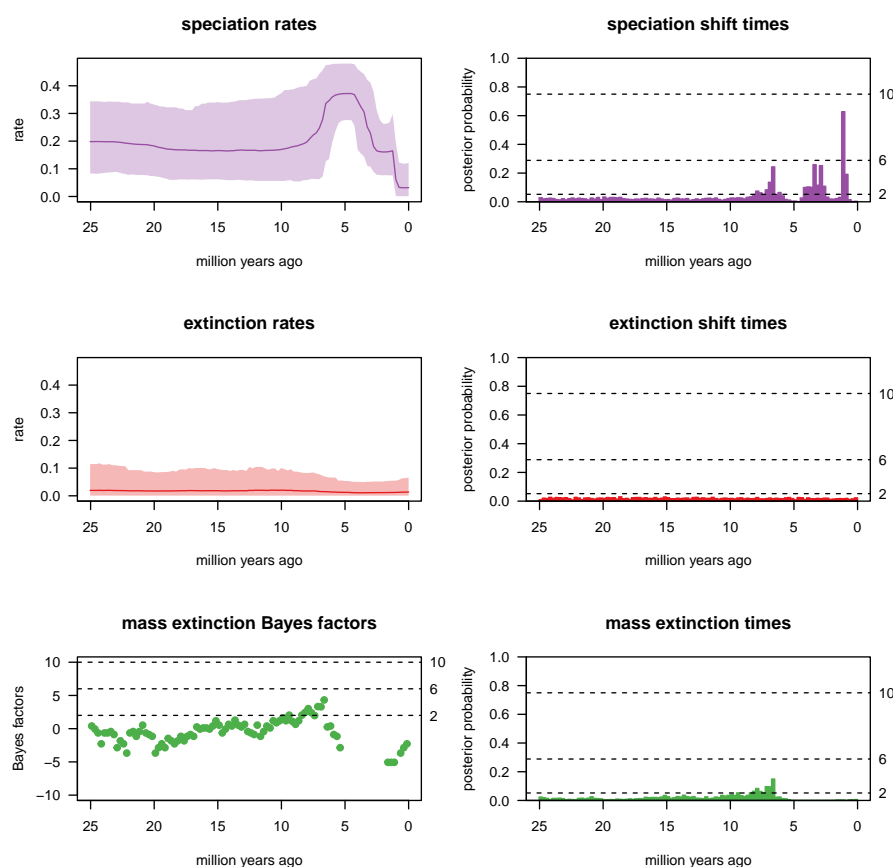 speciation rates
rate
0.4
0.3
0.2
0.1
0.0
25 20 15 10 5 0
million years ago
speciation shift times
posterior probability
1.0
0.8
0.6
0.4
0.2
0.0
10
6
2
25 20 15 10 5 0
million years ago
extinction rates
rate
0.4
0.3
0.2
0.1
0.0
25 20 15 10 5 0
million years ago
extinction shift times
posterior probability
1.0
0.8
0.6
0.4
0.2
0.0
10
6
2
25 20 15 10 5 0
million years ago
mass extinction Bayes factors
Bayes factors
10
5
0
−5
−10
10
6
2
25 20 15 10 5 0
million years ago
mass extinction times
posterior probability
1.0
0.8
0.6
0.4
0.2
0.0
10
6
2
25 20 15 10 5 0
million years ago